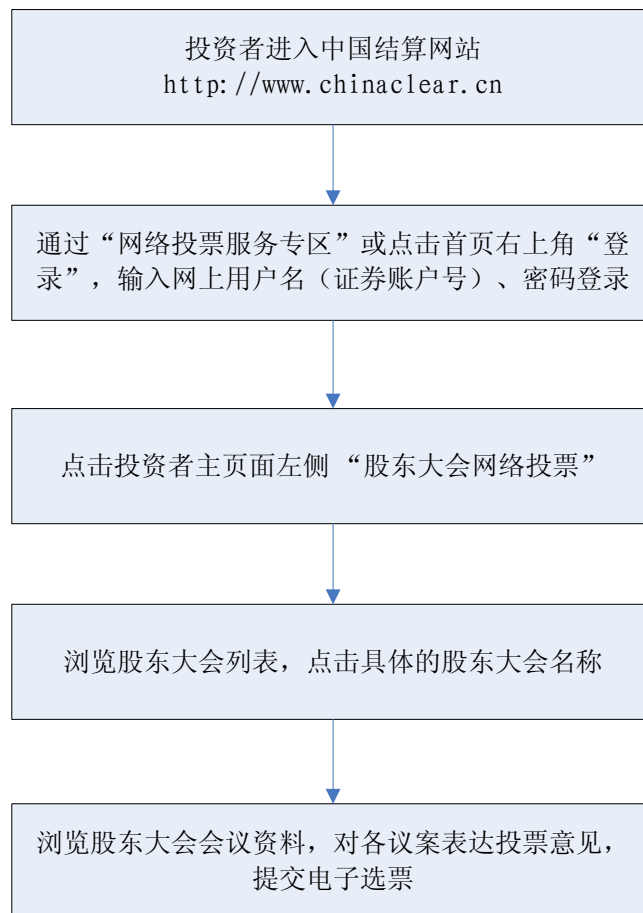 投资者进入中国结算网站
http://www.chinaclear.cn
通过“网络投票服务专区”或点击首页右上角“登
录”，输入网上用户名（证券账户号）、密码登录
点击投资者主页面左侧 “股东大会网络投票”
浏览股东大会列表，点击具体的股东大会名称
浏览股东大会会议资料，对各议案表达投票意见，
提交电子选票